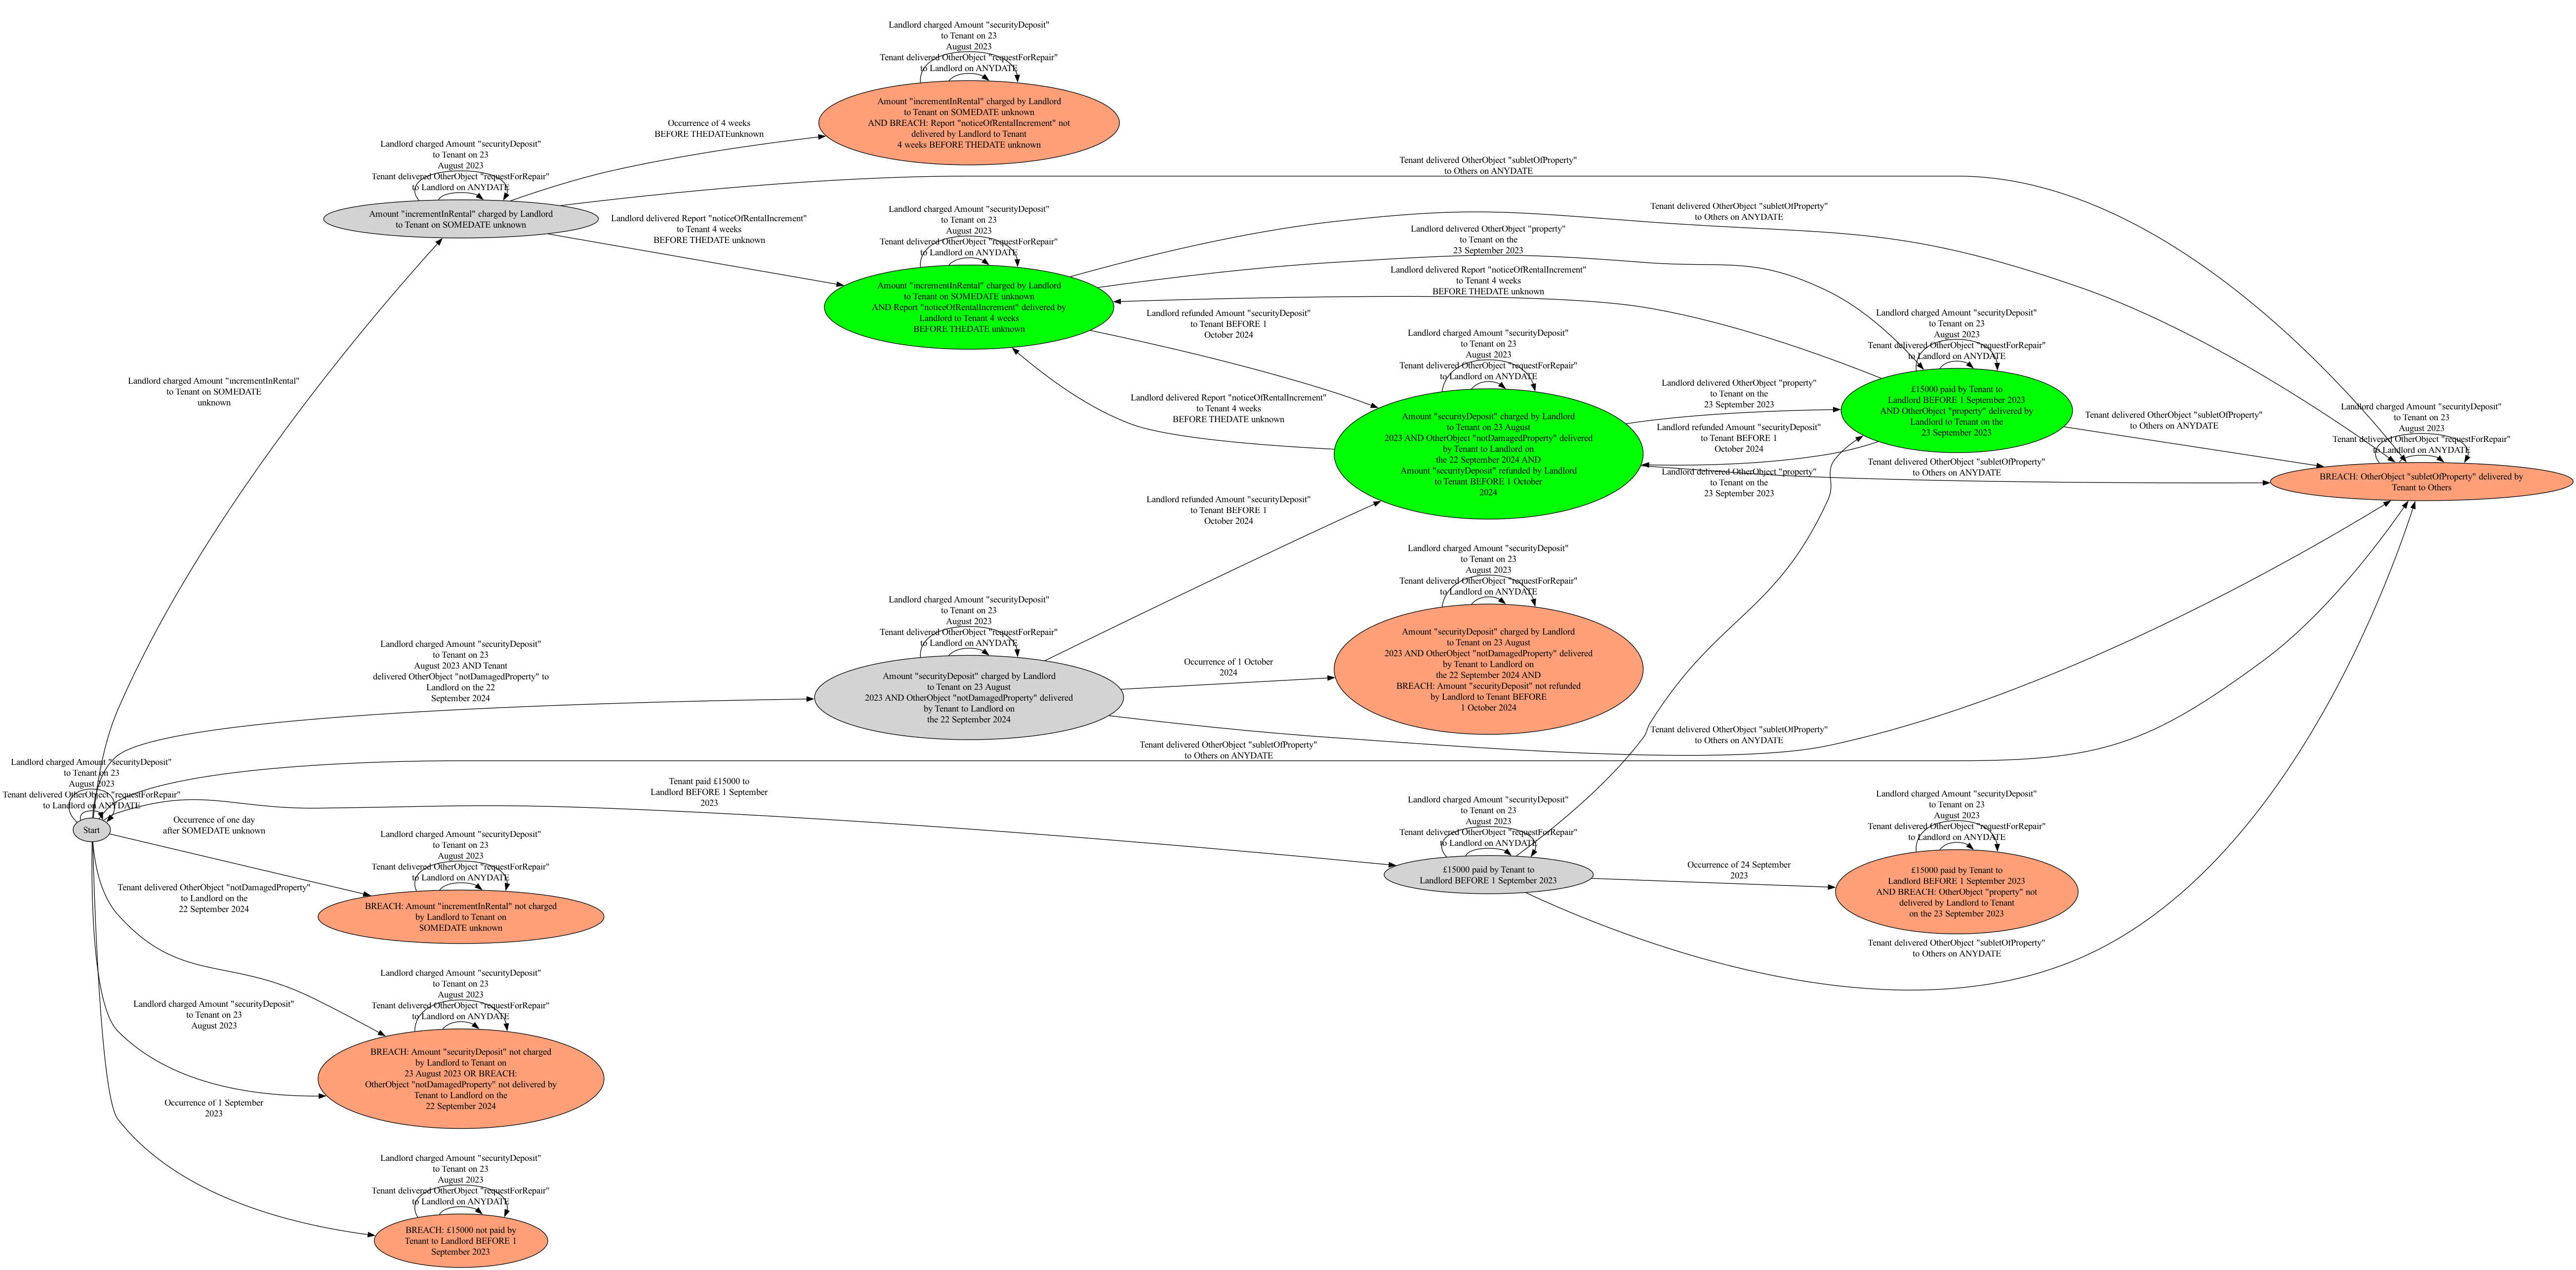 Landlord charged Amount "securityDeposit"
to Tenant on 23
August 2023
Tenant delivered OtherObject "requestForRepair"
to Landlord on ANYDATE
Amount "incrementInRental" charged by Landlord
to Tenant on SOMEDATE unknown
AND BREACH: Report "noticeOfRentalIncrement" not
delivered by Landlord to Tenant
4 weeks BEFORE THEDATE unknown
Occurrence of 4 weeks
BEFORE THEDATEunknown
Landlord charged Amount "securityDeposit"
to Tenant on 23
August 2023
Tenant delivered OtherObject "requestForRepair"
to Landlord on ANYDATE
Amount "incrementInRental" charged by Landlord
to Tenant on SOMEDATE unknown
Tenant delivered OtherObject "subletOfProperty"
to Others on ANYDATE
Landlord delivered Report "noticeOfRentalIncrement"
to Tenant 4 weeks
BEFORE THEDATE unknown
Landlord charged Amount "securityDeposit"
to Tenant on 23
August 2023
Tenant delivered OtherObject "requestForRepair"
to Landlord on ANYDATE
Amount "incrementInRental" charged by Landlord
to Tenant on SOMEDATE unknown
AND Report "noticeOfRentalIncrement" delivered by
Landlord to Tenant 4 weeks
BEFORE THEDATE unknown
Tenant delivered OtherObject "subletOfProperty"
to Others on ANYDATE
Landlord delivered OtherObject "property"
to Tenant on the
23 September 2023
Landlord delivered Report "noticeOfRentalIncrement"
to Tenant 4 weeks
BEFORE THEDATE unknown
Landlord refunded Amount "securityDeposit"
to Tenant BEFORE 1
October 2024
Landlord charged Amount "securityDeposit"
to Tenant on 23
August 2023
Tenant delivered OtherObject "requestForRepair"
to Landlord on ANYDATE
Landlord charged Amount "securityDeposit"
to Tenant on 23
August 2023
Tenant delivered OtherObject "requestForRepair"
to Landlord on ANYDATE
£15000 paid by Tenant to
Landlord BEFORE 1 September 2023
AND OtherObject "property" delivered by
Landlord to Tenant on the
23 September 2023
Landlord charged Amount "incrementInRental"
to Tenant on SOMEDATE
unknown
Landlord delivered Report "noticeOfRentalIncrement"
to Tenant 4 weeks
BEFORE THEDATE unknown
Amount "securityDeposit" charged by Landlord
to Tenant on 23 August
2023 AND OtherObject "notDamagedProperty" delivered
by Tenant to Landlord on
the 22 September 2024 AND
Amount "securityDeposit" refunded by Landlord
to Tenant BEFORE 1 October
2024
Landlord delivered OtherObject "property"
to Tenant on the
23 September 2023
Landlord refunded Amount "securityDeposit"
to Tenant BEFORE 1
October 2024
Landlord delivered OtherObject "property"
to Tenant on the
23 September 2023
Tenant delivered OtherObject "subletOfProperty"
to Others on ANYDATE
Tenant delivered OtherObject "subletOfProperty"
to Others on ANYDATE
Landlord charged Amount "securityDeposit"
to Tenant on 23
August 2023
Tenant delivered OtherObject "requestForRepair"
to Landlord on ANYDATE
BREACH: OtherObject "subletOfProperty" delivered by
Tenant to Others
Landlord refunded Amount "securityDeposit"
to Tenant BEFORE 1
October 2024
Landlord charged Amount "securityDeposit"
to Tenant on 23
August 2023 AND Tenant
delivered OtherObject "notDamagedProperty" to
Landlord on the 22
September 2024
Landlord charged Amount "securityDeposit"
to Tenant on 23
August 2023
Tenant delivered OtherObject "requestForRepair"
to Landlord on ANYDATE
Amount "securityDeposit" charged by Landlord
to Tenant on 23 August
2023 AND OtherObject "notDamagedProperty" delivered
by Tenant to Landlord on
the 22 September 2024
Occurrence of 1 October
2024
Landlord charged Amount "securityDeposit"
to Tenant on 23
August 2023
Tenant delivered OtherObject "requestForRepair"
to Landlord on ANYDATE
Amount "securityDeposit" charged by Landlord
to Tenant on 23 August
2023 AND OtherObject "notDamagedProperty" delivered
by Tenant to Landlord on
the 22 September 2024 AND
BREACH: Amount "securityDeposit" not refunded
by Landlord to Tenant BEFORE
1 October 2024
Tenant delivered OtherObject "subletOfProperty"
to Others on ANYDATE
Tenant delivered OtherObject "subletOfProperty"
to Others on ANYDATE
Landlord charged Amount "securityDeposit"
to Tenant on 23
August 2023
Tenant delivered OtherObject "requestForRepair"
to Landlord on ANYDATE
Start
Tenant paid £15000 to
Landlord BEFORE 1 September
2023
Occurrence of one day
after SOMEDATE unknown
Landlord charged Amount "securityDeposit"
to Tenant on 23
August 2023
Tenant delivered OtherObject "requestForRepair"
to Landlord on ANYDATE
BREACH: Amount "incrementInRental" not charged
by Landlord to Tenant on
SOMEDATE unknown
Landlord charged Amount "securityDeposit"
to Tenant on 23
August 2023
Tenant delivered OtherObject "requestForRepair"
to Landlord on ANYDATE
£15000 paid by Tenant to
Landlord BEFORE 1 September 2023
Occurrence of 24 September
2023
Landlord charged Amount "securityDeposit"
to Tenant on 23
August 2023
Tenant delivered OtherObject "requestForRepair"
to Landlord on ANYDATE
£15000 paid by Tenant to
Landlord BEFORE 1 September 2023
AND BREACH: OtherObject "property" not
delivered by Landlord to Tenant
on the 23 September 2023
Tenant delivered OtherObject "subletOfProperty"
to Others on ANYDATE
Tenant delivered OtherObject "notDamagedProperty"
to Landlord on the
22 September 2024
Landlord charged Amount "securityDeposit"
to Tenant on 23
August 2023
Landlord charged Amount "securityDeposit"
to Tenant on 23
August 2023
Tenant delivered OtherObject "requestForRepair"
to Landlord on ANYDATE
BREACH: Amount "securityDeposit" not charged
by Landlord to Tenant on
23 August 2023 OR BREACH:
OtherObject "notDamagedProperty" not delivered by
Tenant to Landlord on the
22 September 2024
Occurrence of 1 September
2023
Landlord charged Amount "securityDeposit"
to Tenant on 23
August 2023
Tenant delivered OtherObject "requestForRepair"
to Landlord on ANYDATE
BREACH: £15000 not paid by
Tenant to Landlord BEFORE 1
September 2023